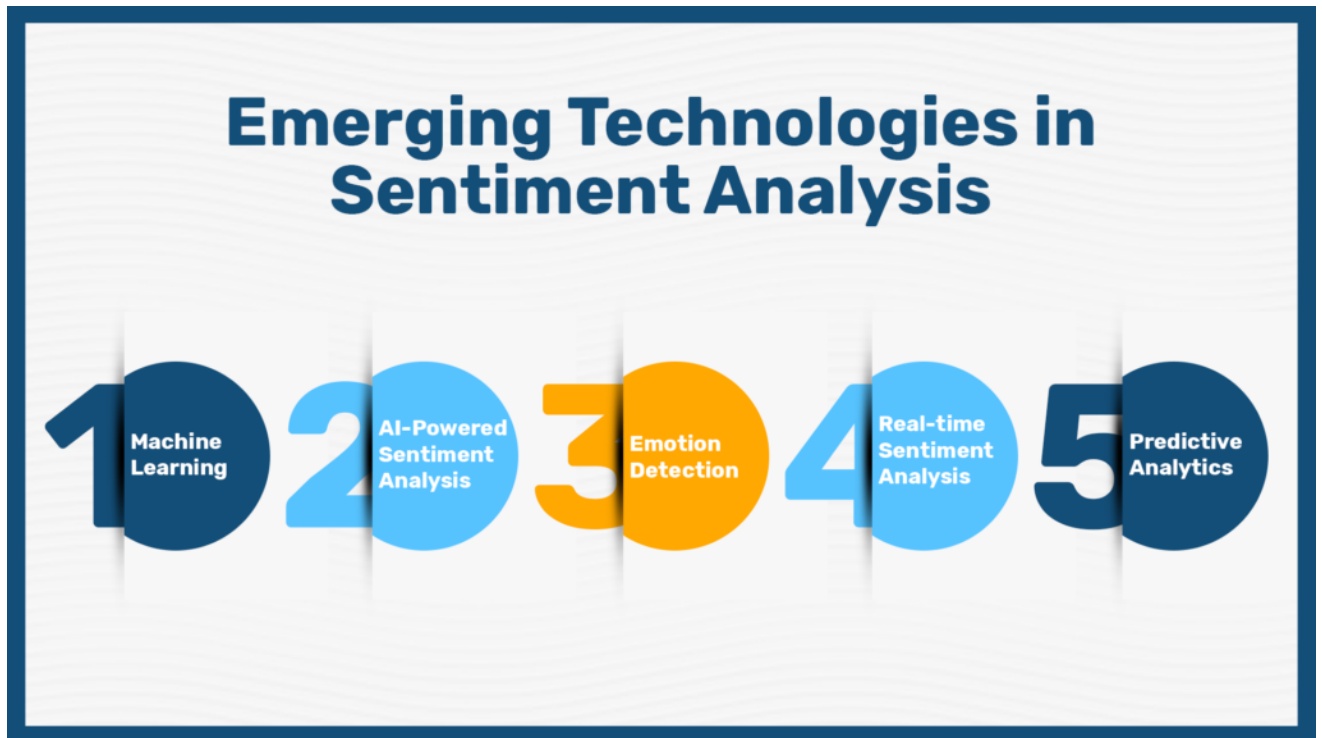 Emerging Technologies in
Sentiment Analysis
1
Machine
Learning
2
AI-Powered
Sentiment
Analysis
3
Emotion
Detection
4
Real-time
Sentiment
Analysis
5
Predictive
Analytics